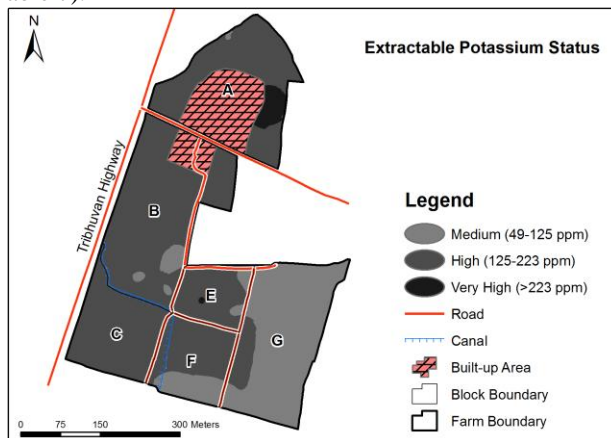 N
Extractable Potassium Status
A
Tribhuvan Highway
B
Legend
Medium (49-125 ppm)
High (125-223 ppm)
Very High (>223 ppm)
E
Road
G
Canal
C
F
Built-up Area
Block Boundary
0 75 150 300 Meters
Farm Boundary